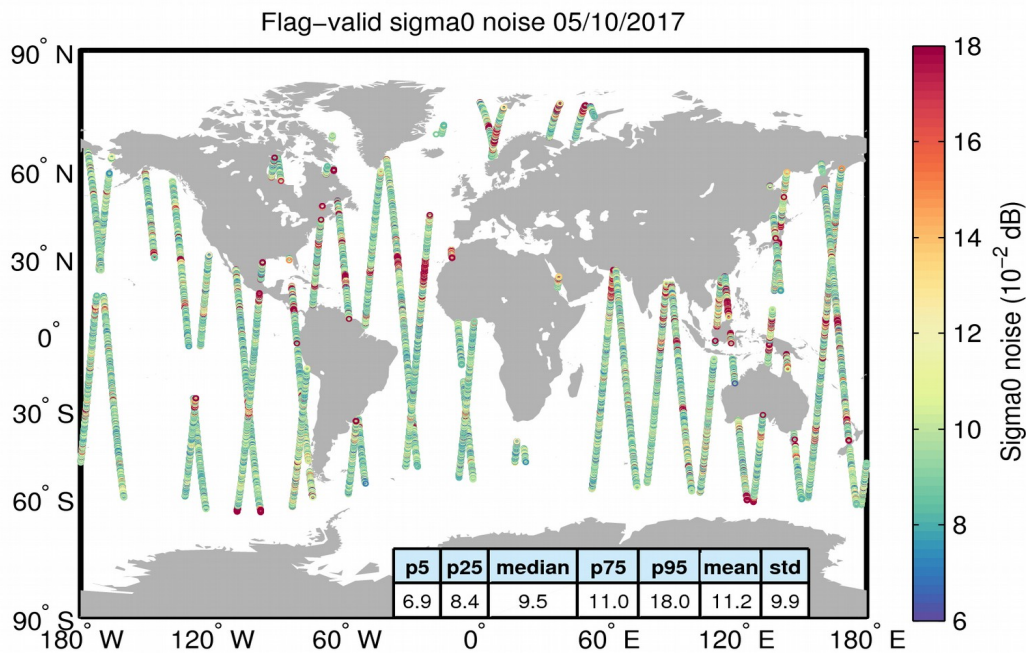 Flag−valid sigma0 noise 05/10/2017
90° N
60° N
30° N
0°
30° S
60° S
90° S
180° W 120° W 60° W 0° 60° E 120° E 180° E
p5 p25 median p75 p95 mean std
6.9 8.4 9.5 11.0 18.0 11.2 9.9
18
16
14
12
10
8
6
Sigma0 noise (10⁻² dB)